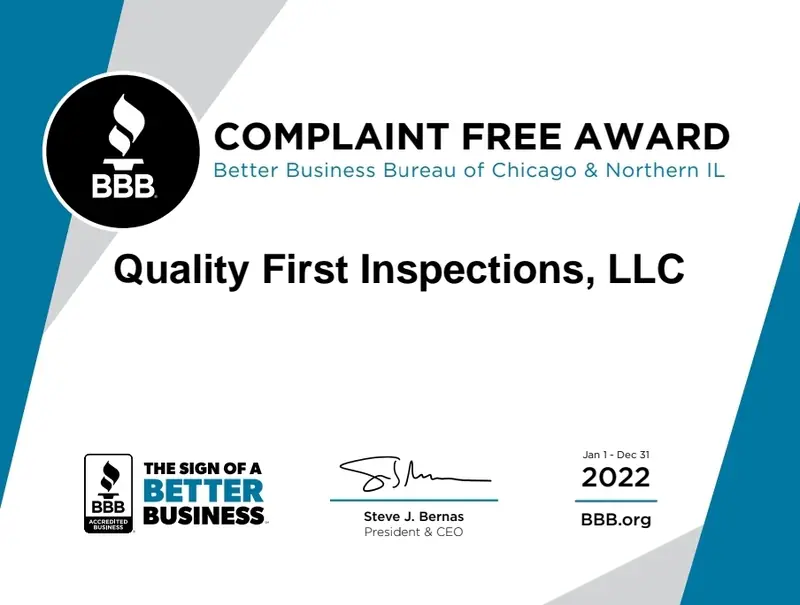 BBB
COMPLAINT FREE AWARD
Better Business Bureau of Chicago & Northern IL
Quality First Inspections, LLC
BBB
ACCREDITED
BUSINESS
THE SIGN OF A
BETTER
BUSINESS
Steve J. Bernas
President & CEO
Jan 1 - Dec 31
2022
BBB.org